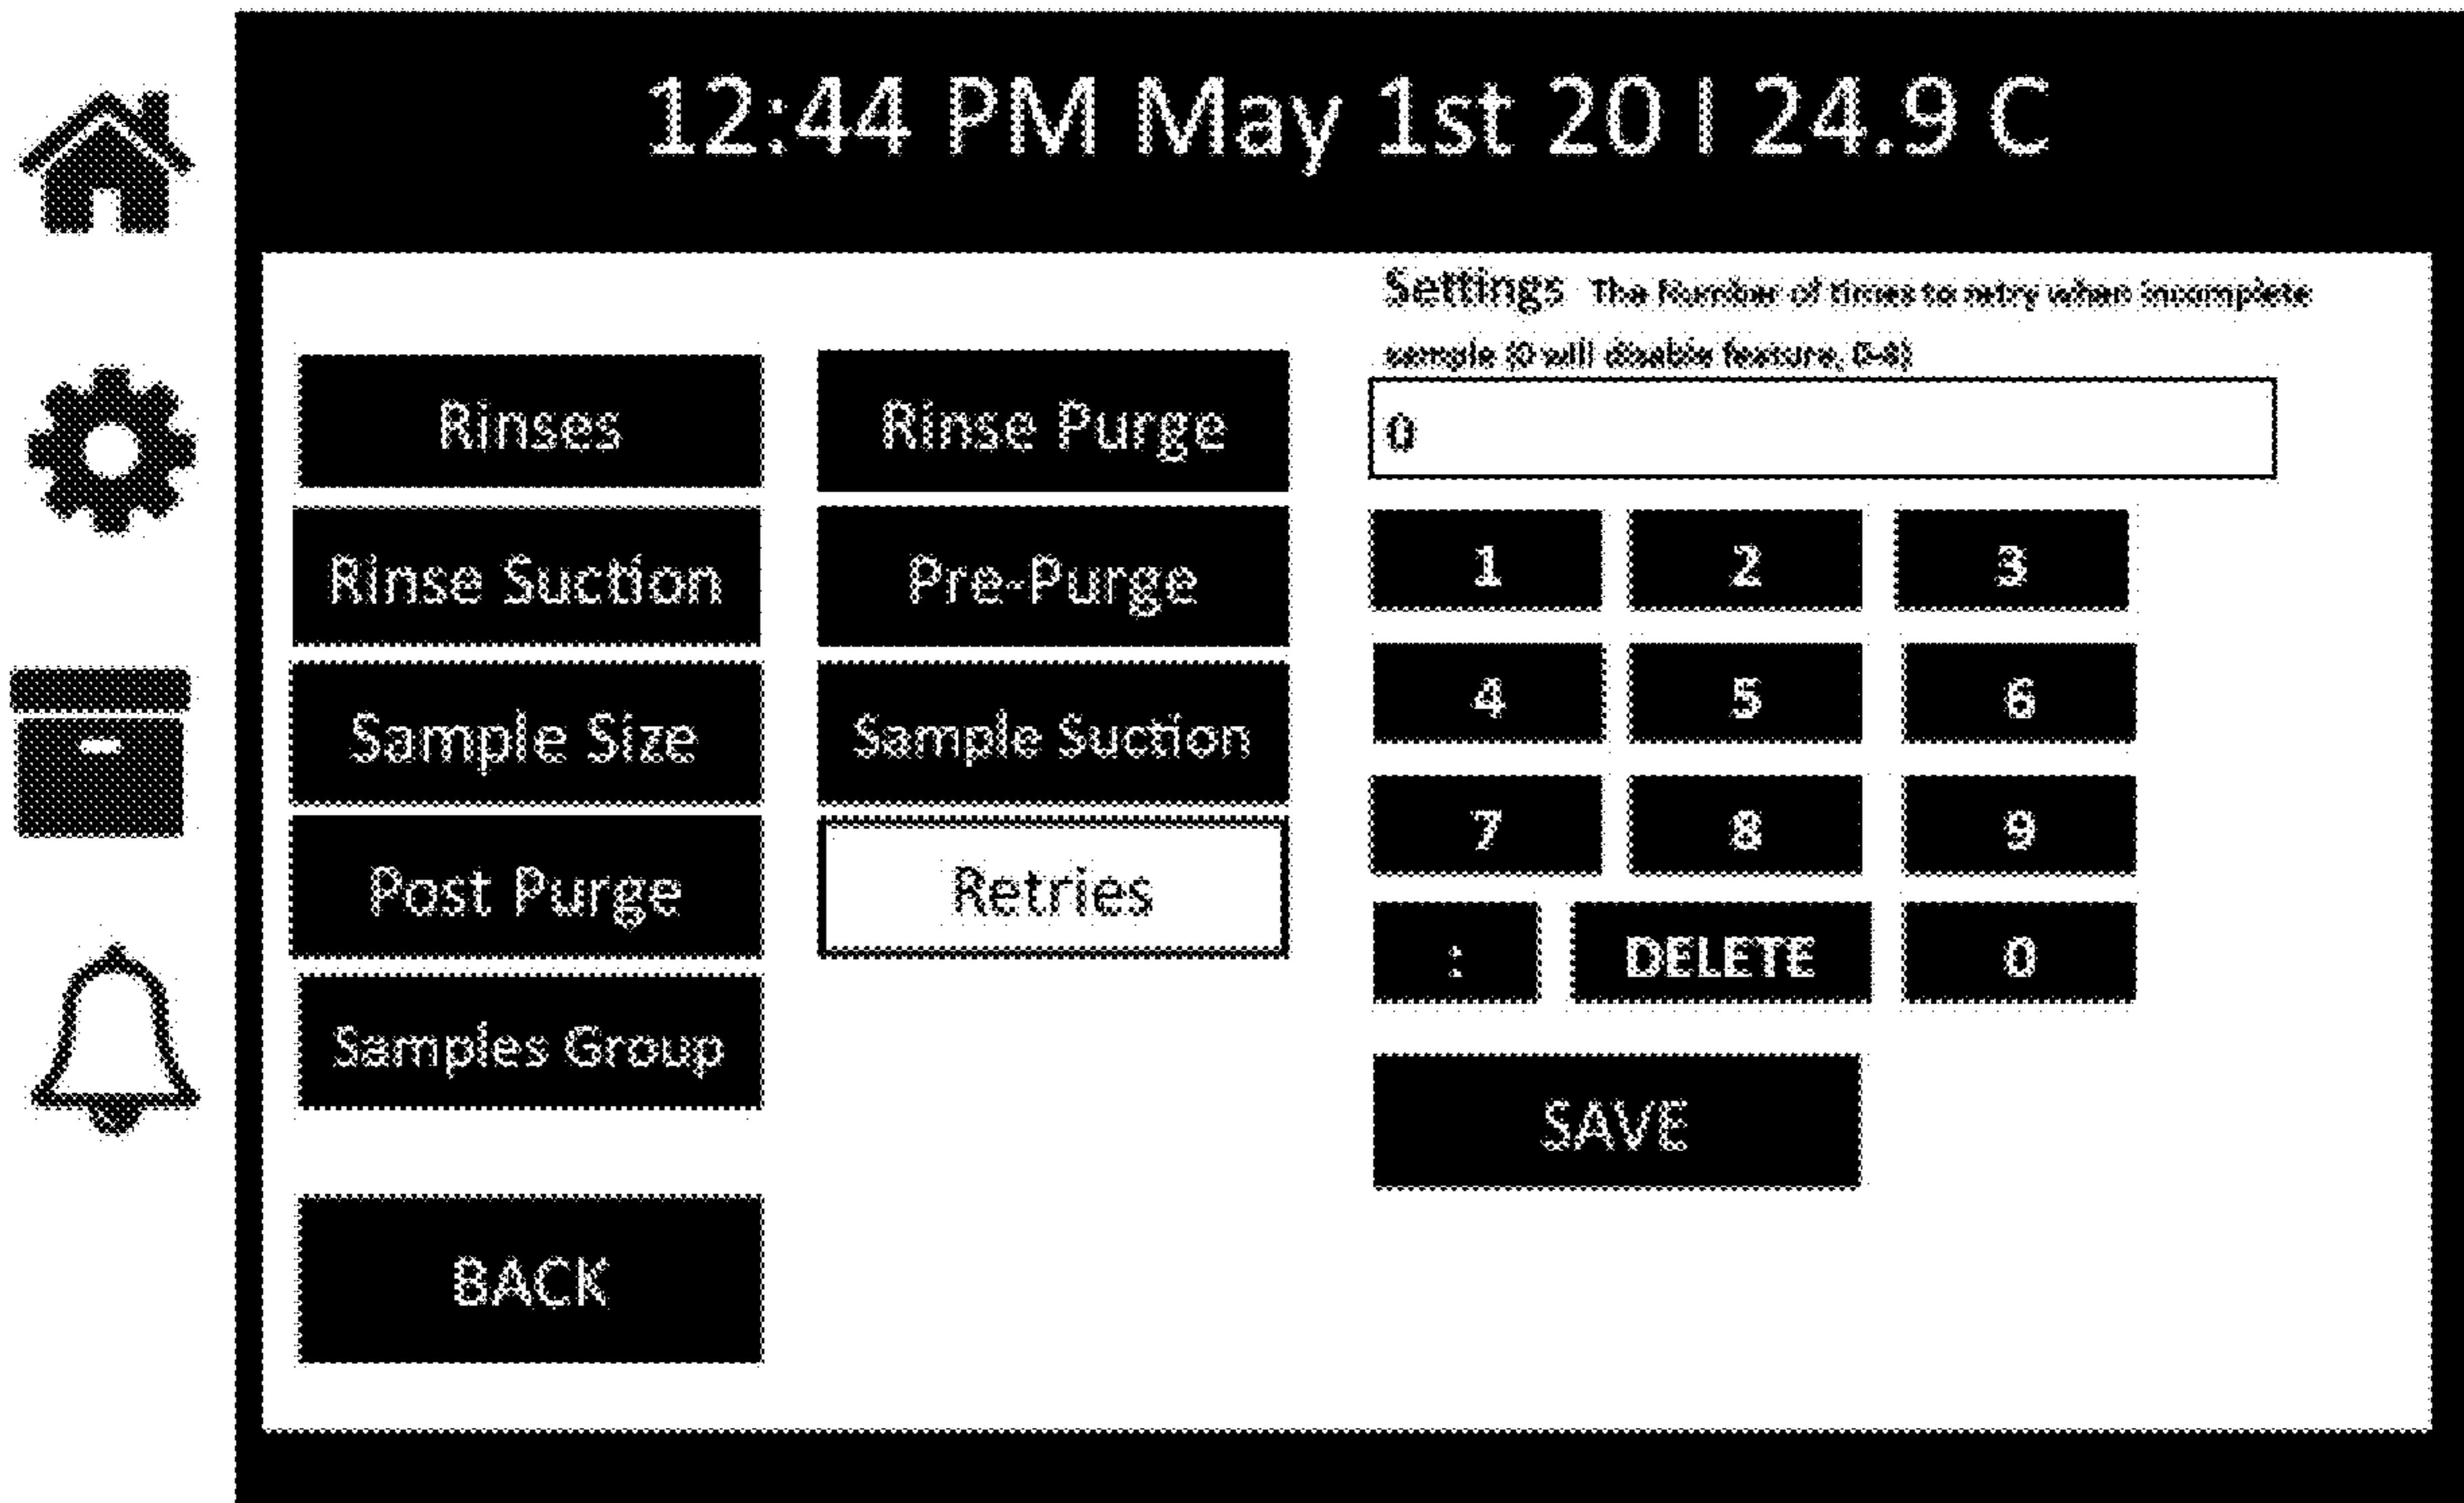 12:44 PM May 1st 20 I 24.9 C
Settings The Number of times to retry when incomplete
sample (0 will disable feature,
0
Rinses
Rinse Purge
Rinse Suction
Pre-Purge
Sample Size
Sample Suction
Post Purge
Retries
Samples Group
BACK
1 2 3
4 5 6
7 8 9
: DELETE 0
SAVE